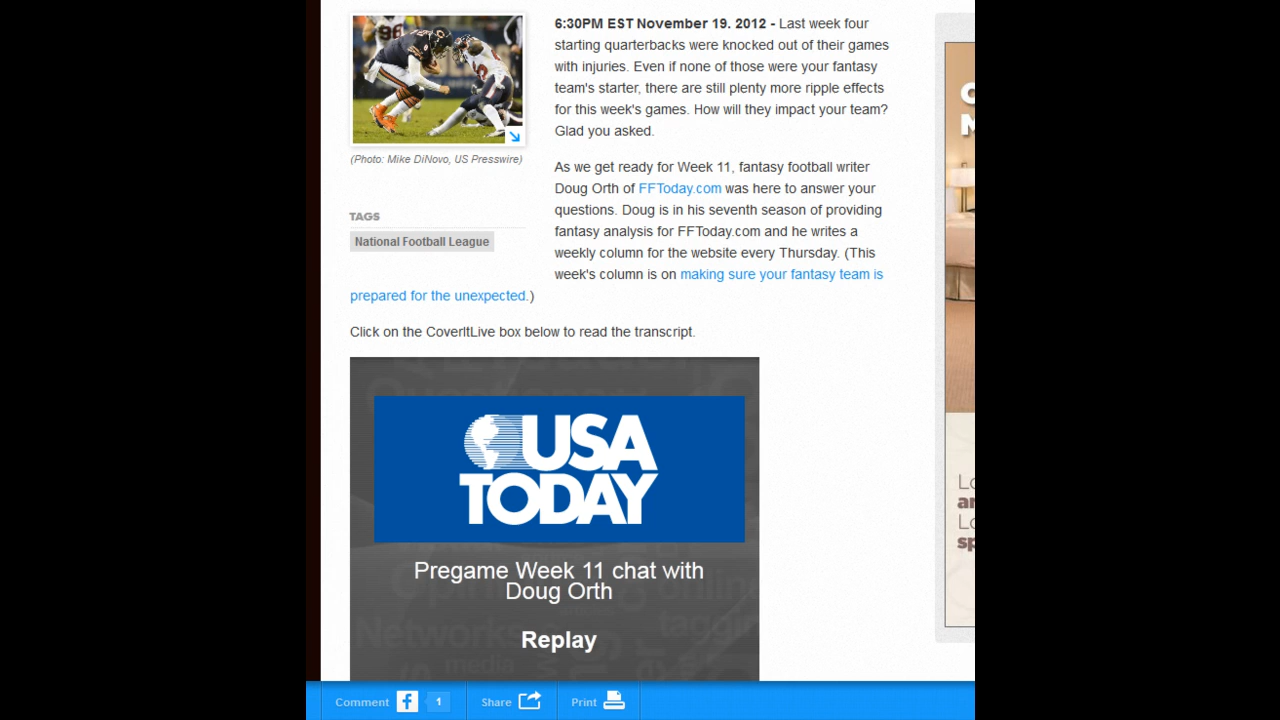 6:30PM EST November 19. 2012 - Last week four
starting quarterbacks were knocked out of their games
with injuries. Even if none of those were your fantasy
team's starter, there are still plenty more ripple effects
for this week's games. How will they impact your team?
Glad you asked.
(Photo: Mike DiNovo, US Presswire)
As we get ready for Week 11, fantasy football writer
Doug Orth of FFToday.com was here to answer your
questions. Doug is in his seventh season of providing
fantasy analysis for FFToday.com and he writes a
weekly column for the website every Thursday. (This
week's column is on making sure your fantasy team is
prepared for the unexpected.)
TAGS
National Football League
Click on the CoverItLive box below to read the transcript.
USA
TODAY
Pregame Week 11 chat with
Doug Orth
Replay
Networks
media
online
Comment 1 Share Print